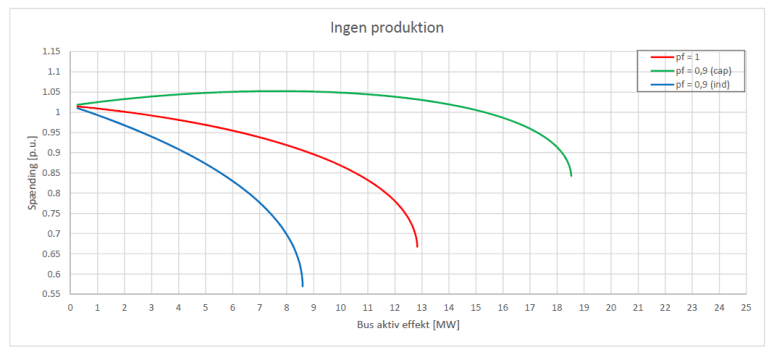 Ingen produktion
1.15
1.1
1.05
1
0.95
0.9
0.85
0.8
0.75
0.7
0.65
0.6
0.55
Spænding [p.u.]
pf = 1
pf = 0,9 (cap)
pf = 0,9 (ind)
0 1 2 3 4 5 6 7 8 9 10 11 12 13 14 15 16 17 18 19 20 21 22 23 24 25
Bus aktiv effekt [MW]